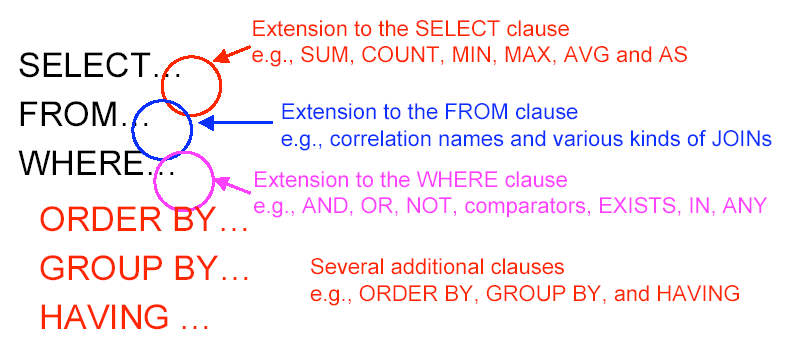 Extension to the SELECT clause
e.g., SUM, COUNT, MIN, MAX, AVG and AS
SELECT…
FROM…
Extension to the FROM clause
e.g., correlation names and various kinds of JOINs
WHERE…
Extension to the WHERE clause
e.g., AND, OR, NOT, comparators, EXISTS, IN, ANY
ORDER BY…
GROUP BY…
Several additional clauses
e.g., ORDER BY, GROUP BY, and HAVING
HAVING …